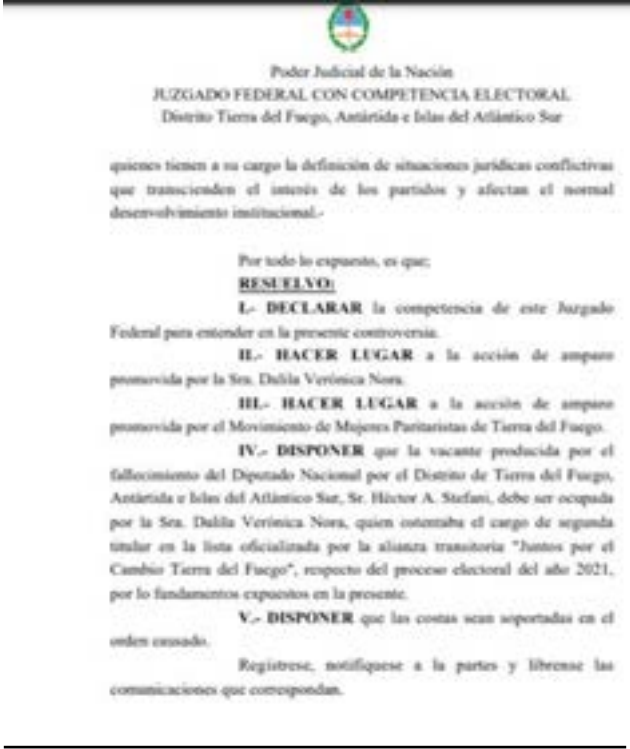 Poder Judicial de la Nación
JUZGADO FEDERAL CON COMPETENCIA ELECTORAL
Distrito Tierra del Fuego, Antártida e Islas del Atlántico Sur
quienes tienen a su cargo la definición de situaciones jurídicas conflictivas
que transcienden el interés de los partidos y afectan el normal
desenvolvimiento institucional.-
Por todo lo expuesto, es que;
RESUELVO:
I.- DECLARAR la competencia de este Juzgado
Federal para entender en la presente controversia.
II.- HACER LUGAR a la acción de amparo
promovida por la Sra. Dalila Verónica Nora.
III.- HACER LUGAR a la acción de amparo
promovida por el Movimiento de Mujeres Paritaristas de Tierra del Fuego.
IV.- DISPONER que la vacante producida por el
fallecimiento del Diputado Nacional por el Distrito de Tierra del Fuego,
Antártida e Islas del Atlántico Sur, Sr. Héctor A. Stefani, debe ser ocupada
por la Sra. Dalila Verónica Nora, quien ostentaba el cargo de segunda
titular en la lista oficializada por la alianza transitoria "Juntos por el
Cambio Tierra del Fuego", respecto del proceso electoral del año 2021,
por lo fundamentos expuestos en la presente.
V.- DISPONER que las costas sean soportadas en el
orden causado.
Regístrese, notifíquese a la partes y líbrense las
comunicaciones que correspondan.